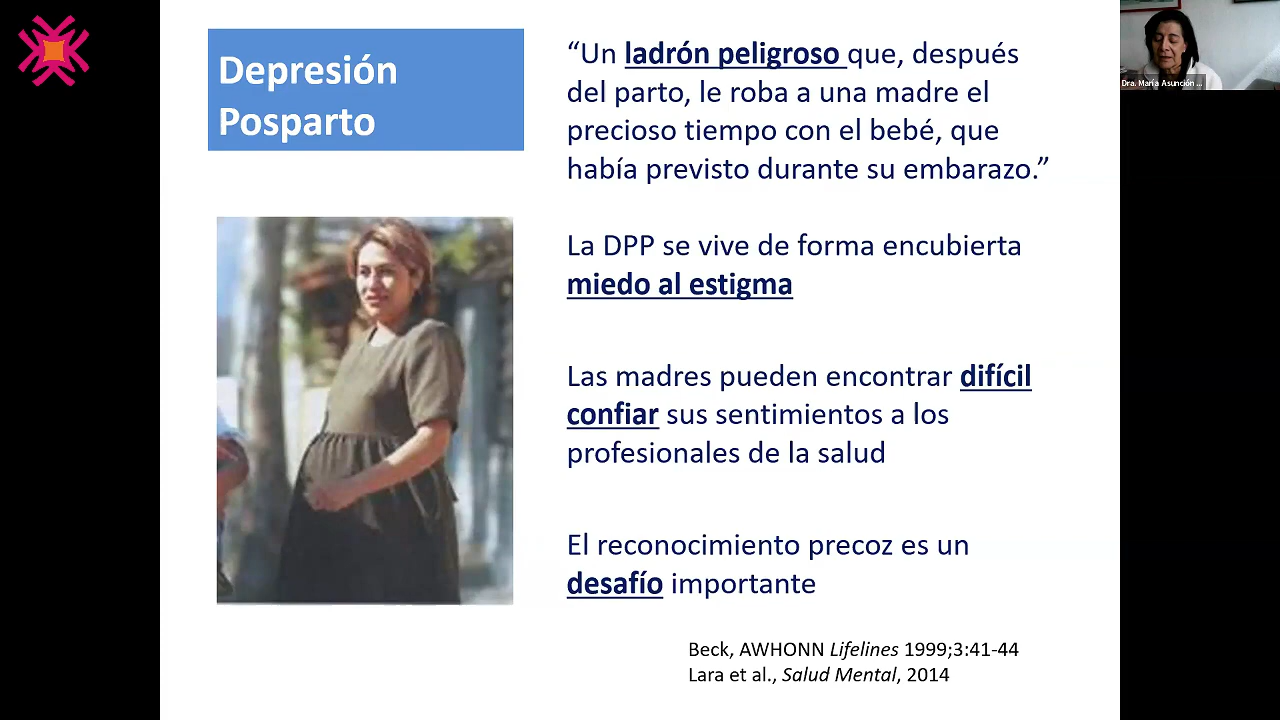 Depresión
Posparto
“Un ladrón peligroso que, después
del parto, le roba a una madre el
precioso tiempo con el bebé, que
había previsto durante su embarazo.”
La DPP se vive de forma encubierta
miedo al estigma
Las madres pueden encontrar difícil
confiar sus sentimientos a los
profesionales de la salud
El reconocimiento precoz es un
desafío importante
Beck, AWHONN Lifelines 1999;3:41-44
Lara et al., Salud Mental, 2014
Dra. María Asunción ...